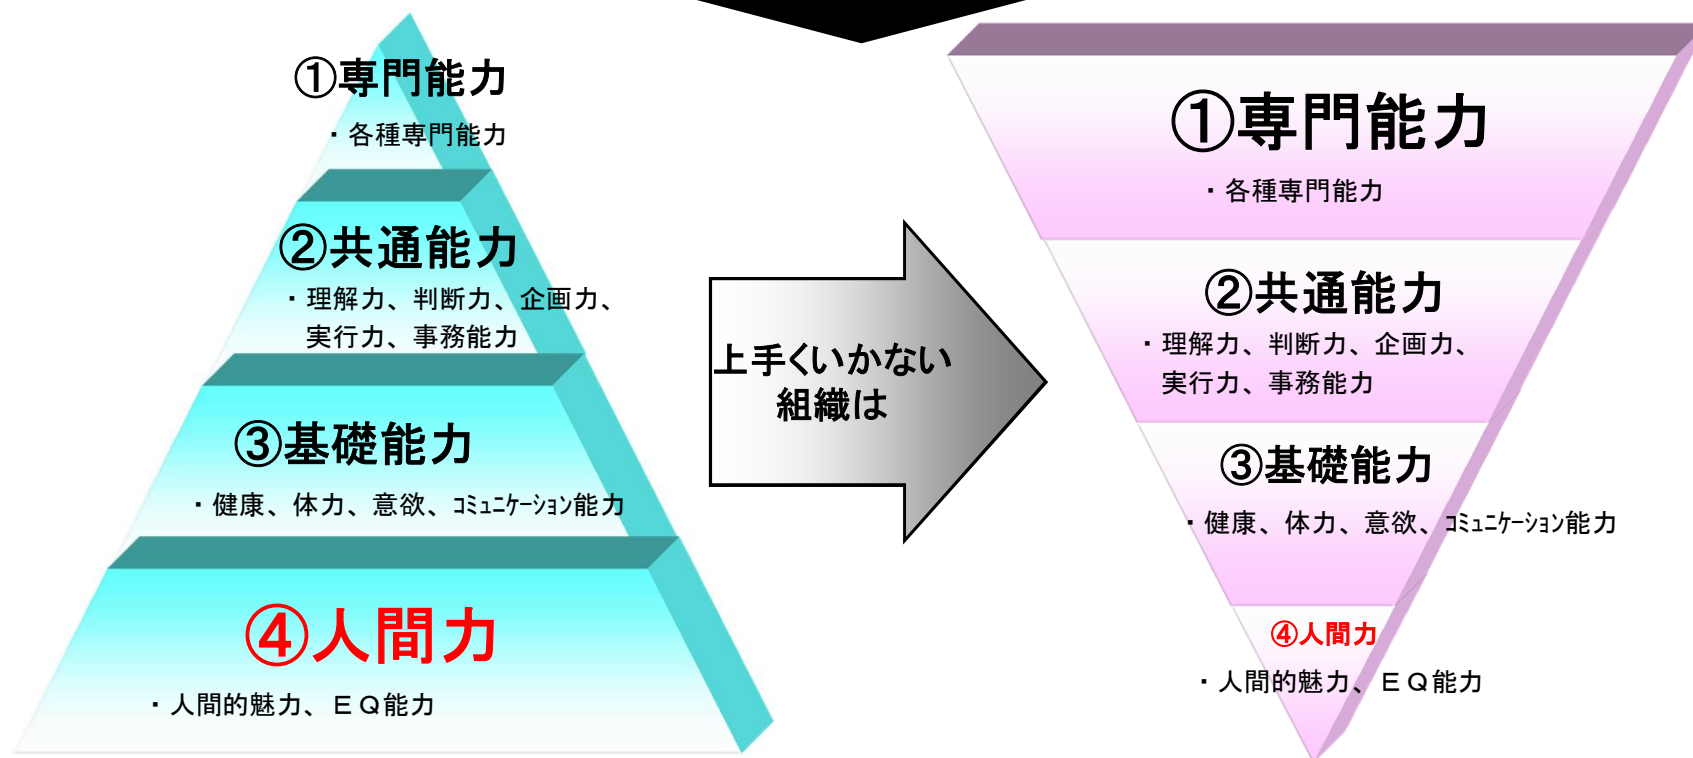 ①専門能力
・各種専門能力
②共通能力
・理解力、判断力、企画力、
実行力、事務能力
③基礎能力
・健康、体力、意欲、ｺﾐｭﾆｹｰｼｮﾝ能力
④人間力
・人間的魅力、ＥＱ能力
上手くいかない
組織は
①専門能力
・各種専門能力
②共通能力
・理解力、判断力、企画力、
実行力、事務能力
③基礎能力
・健康、体力、意欲、ｺﾐｭﾆｹｰｼｮﾝ能力
④人間力
・人間的魅力、ＥＱ能力